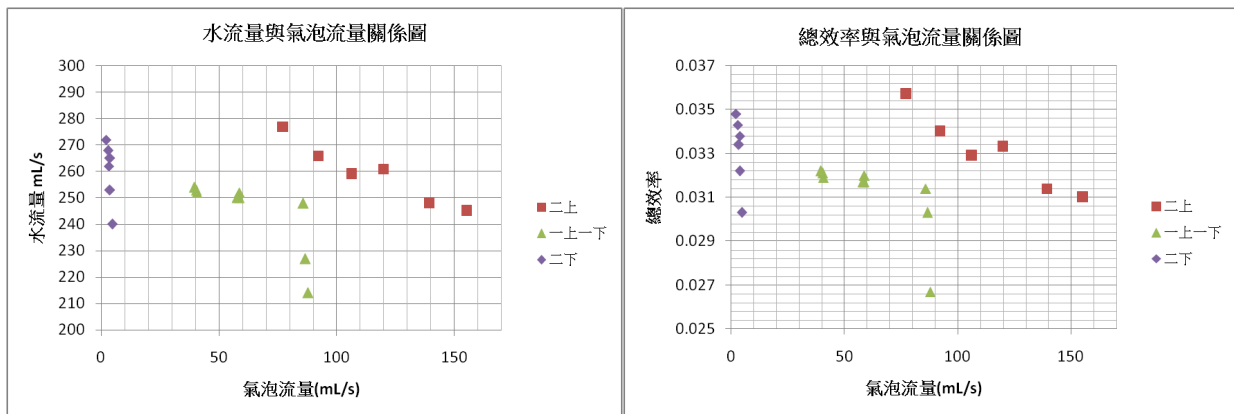 水流量與氣泡流量關係圖
300
290
280
270
260
250
240
230
220
210
200
水流量 mL/s
0
50
100
150
氣泡流量(mL/s)
二上
一上一下
二下
總效率與氣泡流量關係圖
0.037
0.035
0.033
0.031
0.029
0.027
0.025
總效率
0
50
100
150
氣泡流量(mL/s)
二上
一上一下
二下